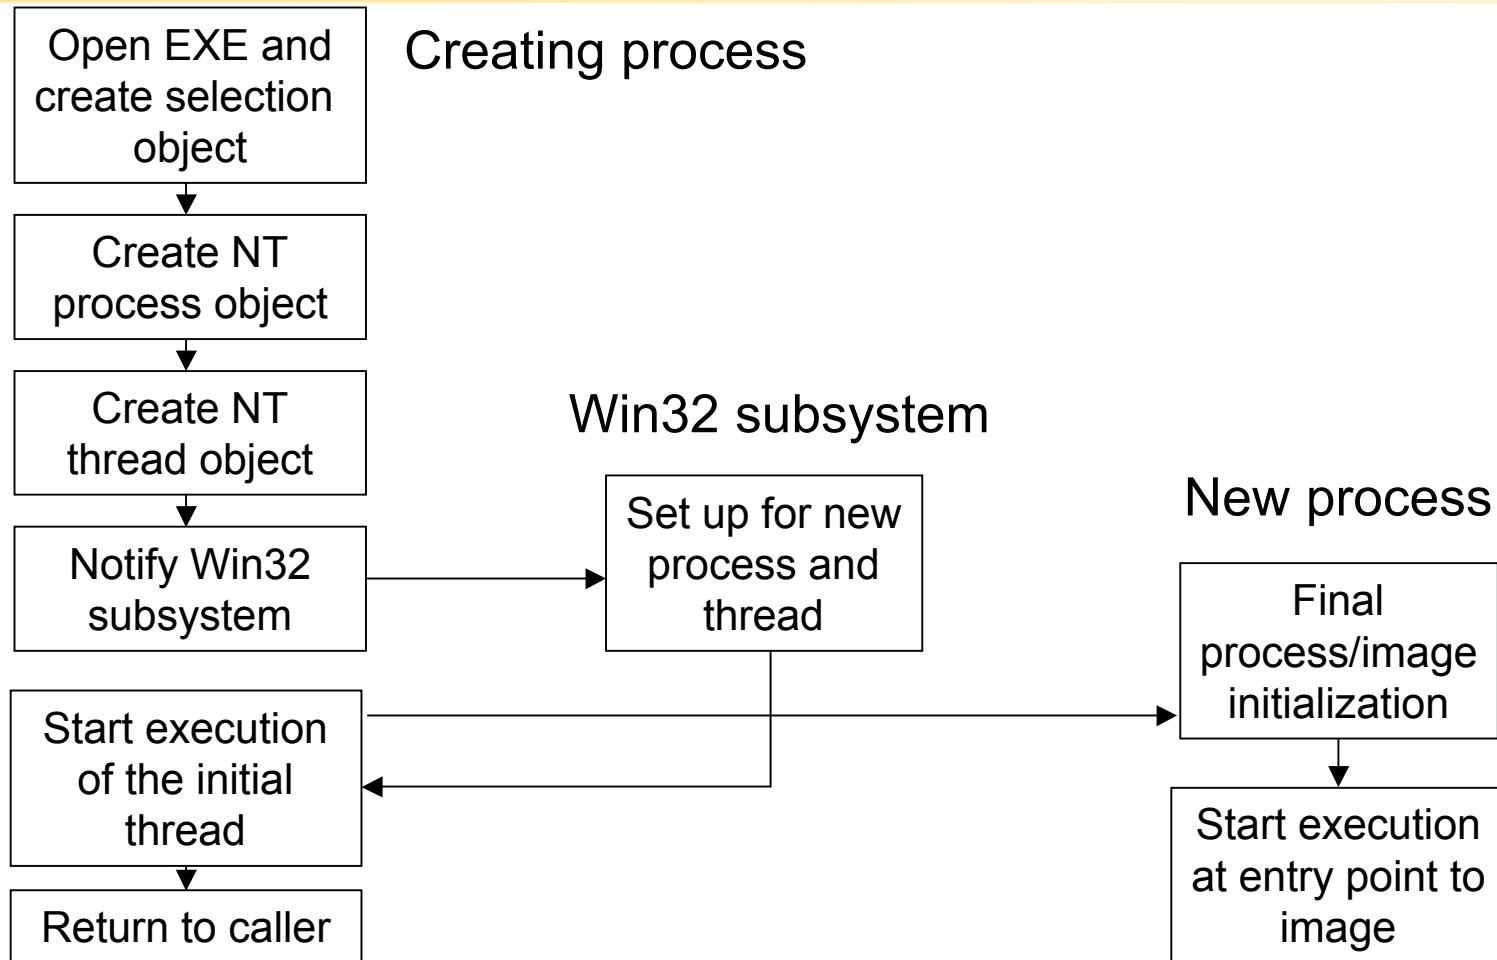 Open EXE and
create selection
object
Creating process
Create NT
process object
Create NT
thread object
Notify Win32
subsystem
Win32 subsystem
Set up for new
process and
thread
New process
Final
process/image
initialization
Start execution
of the initial
thread
Return to caller
Start execution
at entry point to
image